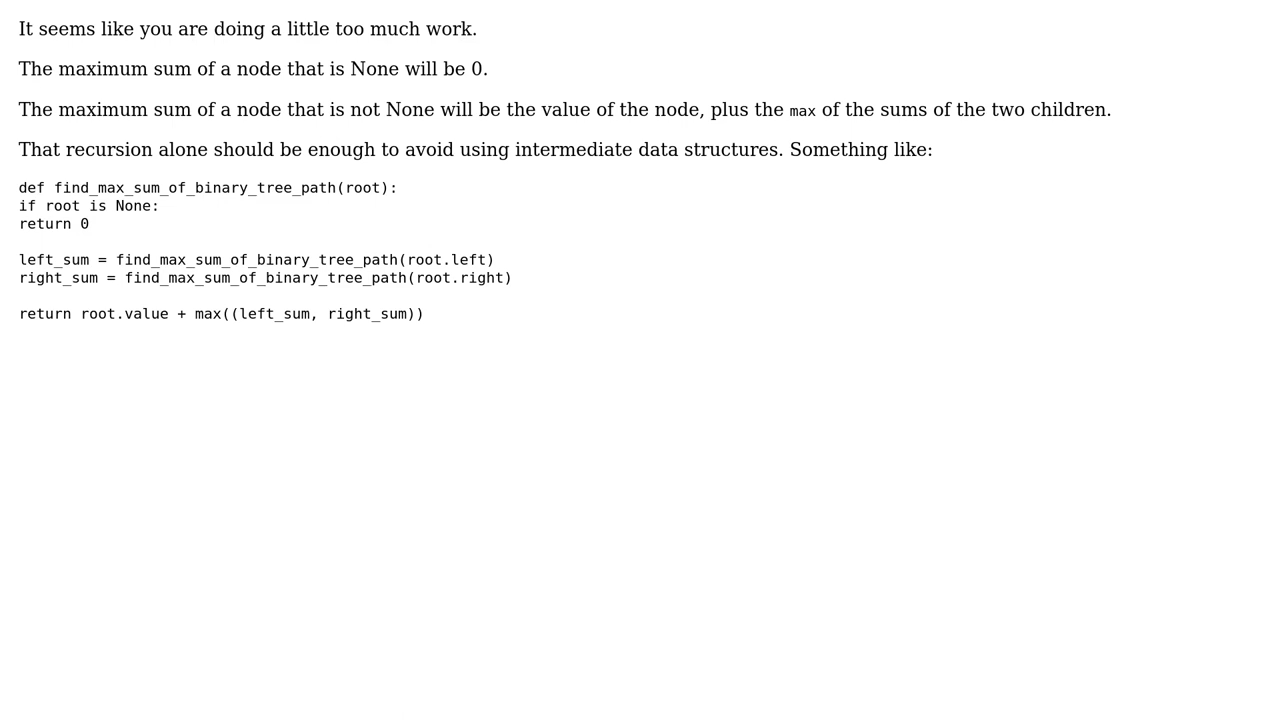 It seems like you are doing a little too much work.
The maximum sum of a node that is None will be 0.
The maximum sum of a node that is not None will be the value of the node, plus the max of the sums of the two children.
That recursion alone should be enough to avoid using intermediate data structures. Something like:
def find_max_sum_of_binary_tree_path(root):
if root is None:
return 0
left_sum = find_max_sum_of_binary_tree_path(root.left)
right_sum = find_max_sum_of_binary_tree_path(root.right)
return root.value + max((left_sum, right_sum))